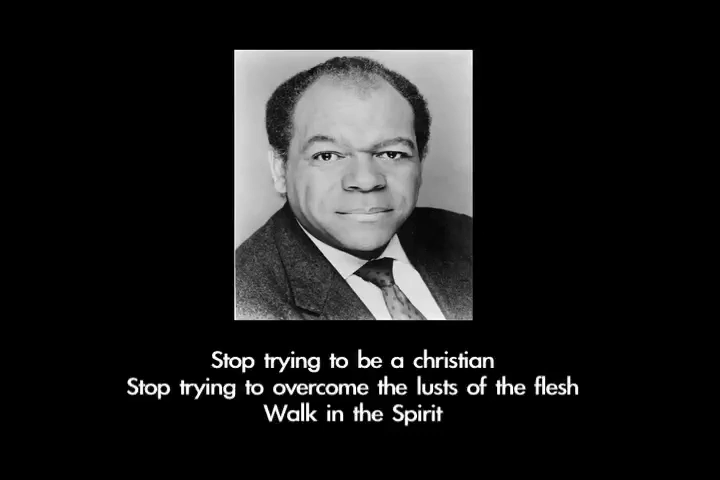 Stop trying to be a christian
Stop trying to overcome the lusts of the flesh
Walk in the Spirit